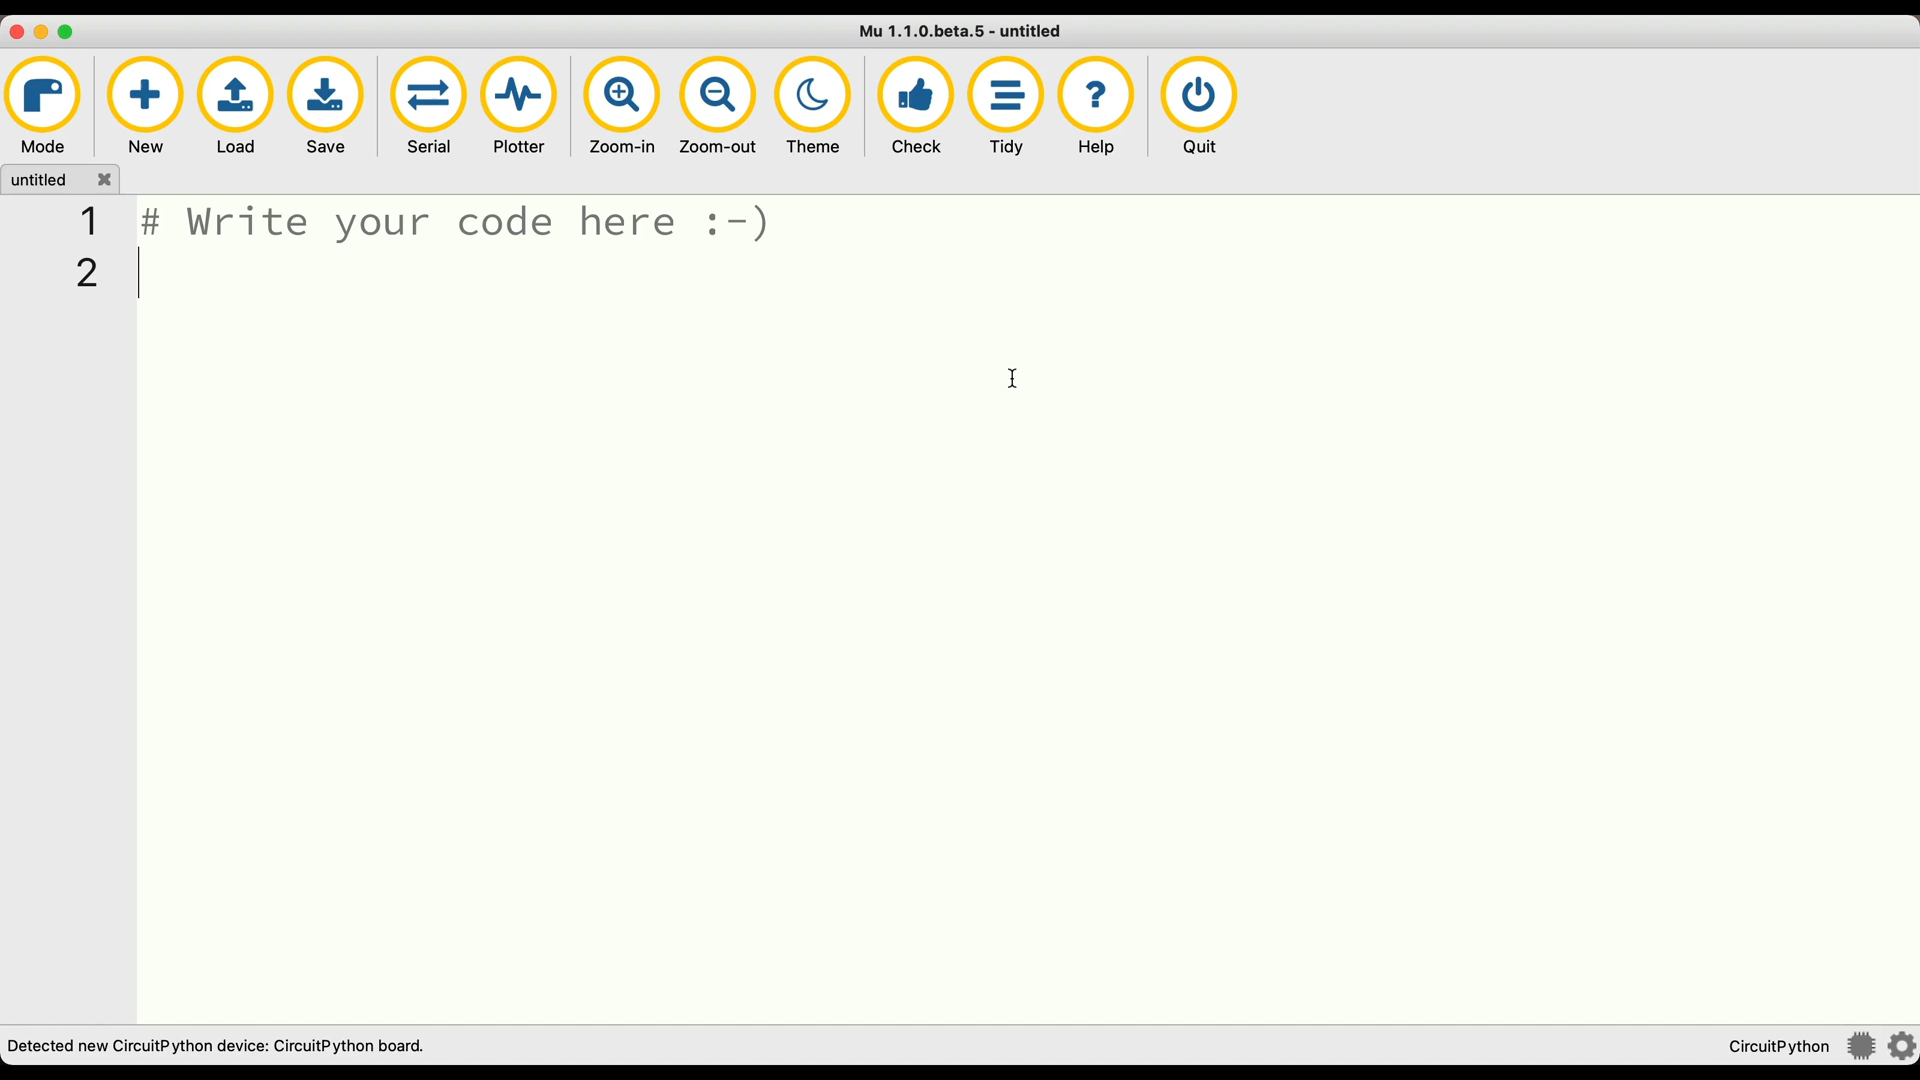 Mu 1.1.0.beta.5 - untitled
Mode New Load Save Serial Plotter Zoom-in Zoom-out Theme Check Tidy Help Quit
untitled
1 # Write your code here :-)
2
Detected new CircuitPython device: CircuitPython board. CircuitPython